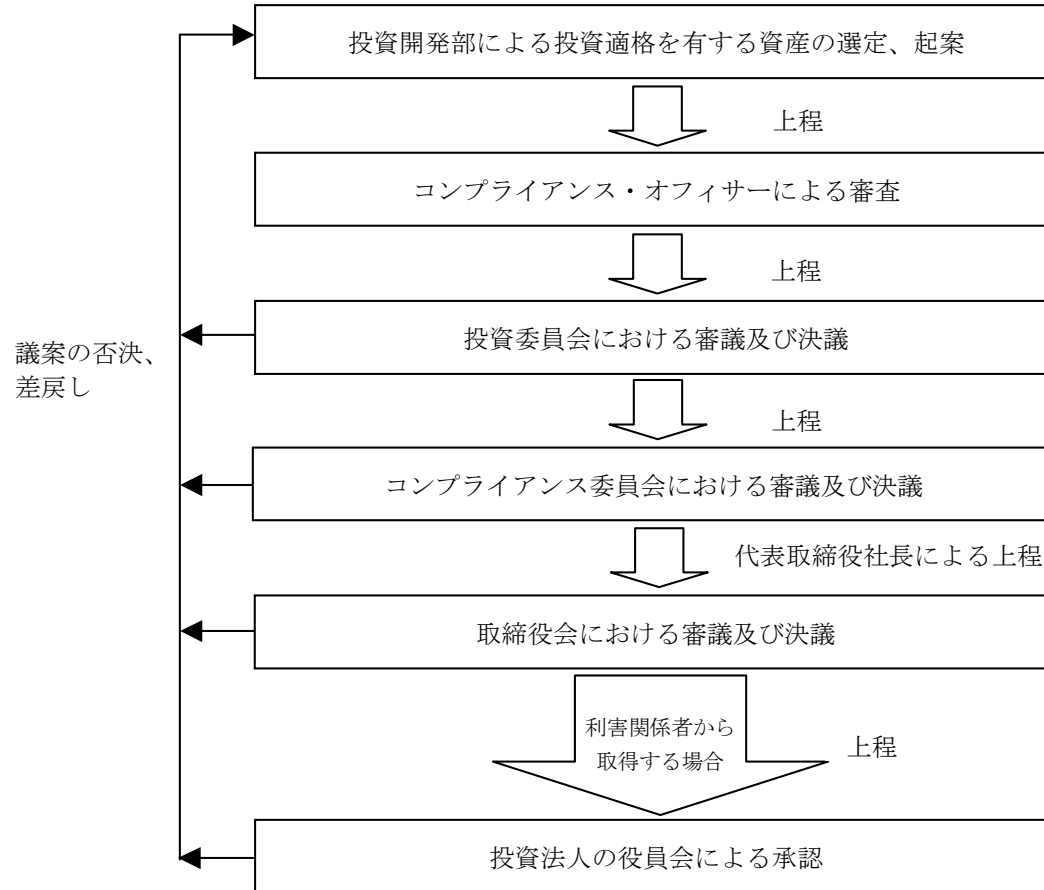 投資開発部による投資適格を有する資産の選定、起案
上程
コンプライアンス・オフィサーによる審査
上程
投資委員会における審議及び決議
議案の否決、
差戻し
上程
コンプライアンス委員会における審議及び決議
代表取締役社長による上程
取締役会における審議及び決議
利害関係者から
取得する場合
上程
投資法人の役員会による承認